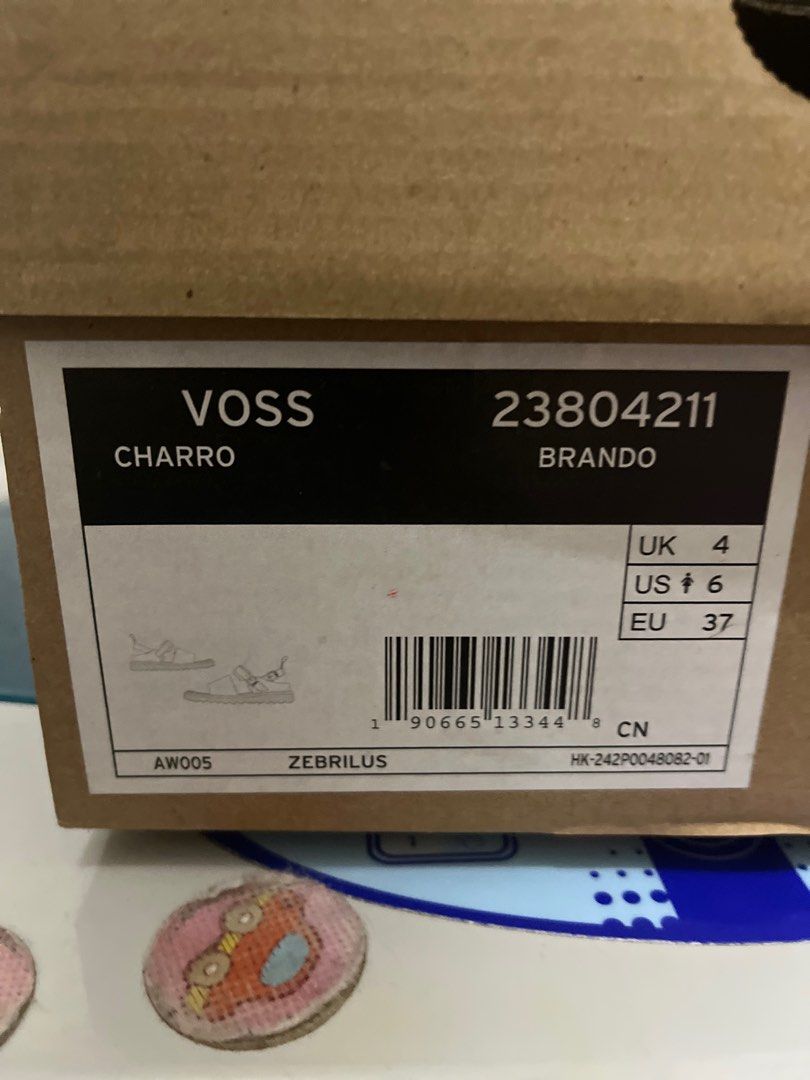 VOSS 23804211
CHARRO BRANDO
UK 4
US 6
EU 37
1 90665 13344 8 CN
AW005 ZEBRILUS HK-242P0048082-01